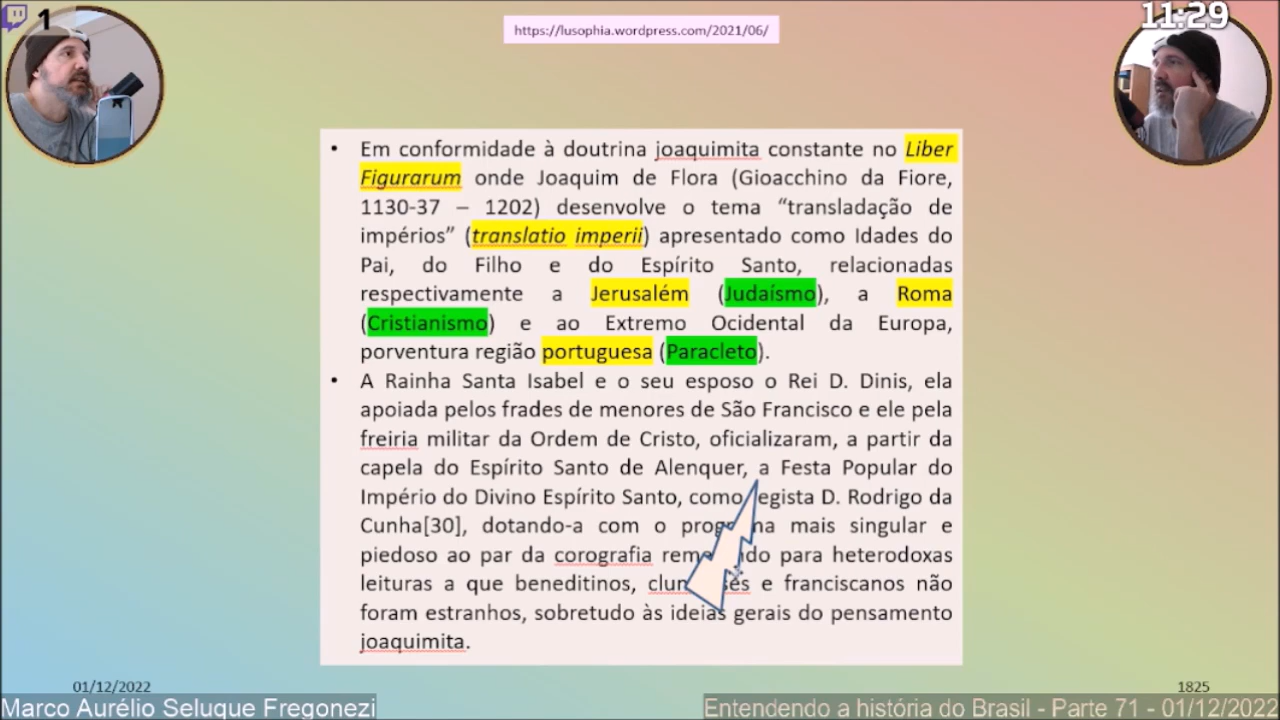 1
https://lusophia.wordpress.com/2021/06/
11:29
• Em conformidade à doutrina joaquimita constante no Liber
Figurarum onde Joaquim de Flora (Gioacchino da Fiore,
1130-37 – 1202) desenvolve o tema “transladação de
impérios” (translatio imperii) apresentado como Idades do
Pai, do Filho e do Espírito Santo, relacionadas
respectivamente a Jerusalém (Judaísmo), a Roma
(Cristianismo) e ao Extremo Ocidental da Europa,
porventura região portuguesa (Paracleto).
• A Rainha Santa Isabel e o seu esposo o Rei D. Dinis, ela
apoiada pelos frades de menores de São Francisco e ele pela
freiria militar da Ordem de Cristo, oficializaram, a partir da
capela do Espírito Santo de Alenquer, a Festa Popular do
Império do Divino Espírito Santo, como regista D. Rodrigo da
Cunha[30], dotando-a com o programa mais singular e
piedoso ao par da corografia para heterodoxas
leituras a que beneditinos, e franciscanos não
foram estranhos, sobretudo às ideias gerais do pensamento
joaquimita.
01/12/2022
1825
Marco Aurélio Seluque Fregonezi
Entendendo a história do Brasil - Parte 71 - 01/12/2022